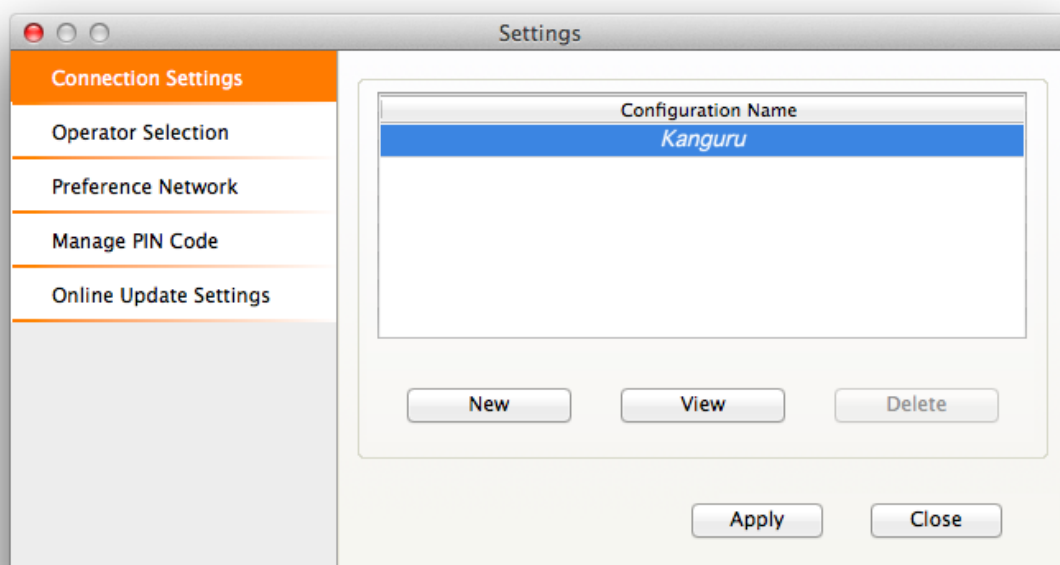 Settings
Connection Settings
Operator Selection
Preference Network
Manage PIN Code
Online Update Settings
Configuration Name
Kanguru
New View Delete
Apply Close